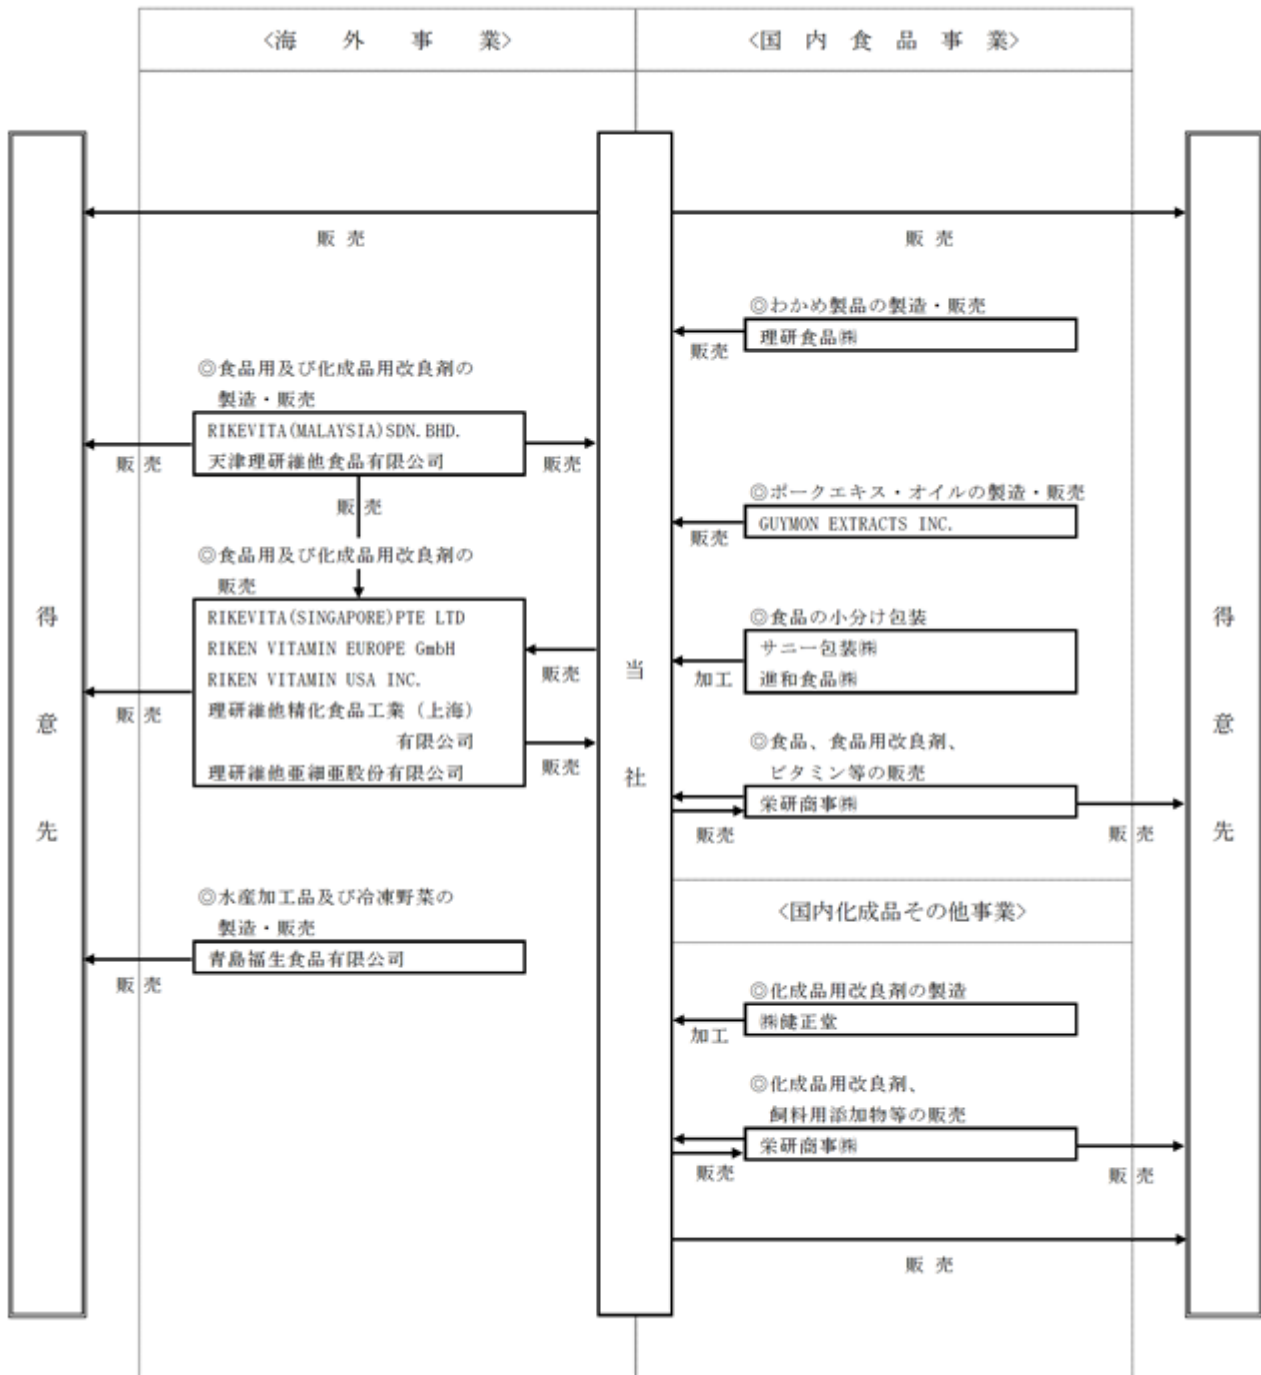 <海外事業>
<国内食品事業>
得意先
当社
得意先
販売
販売
◎わかめ製品の製造・販売
理研食品㈱
販売
◎食品用及び化成品用改良剤の
製造・販売
RIKEVITA(MALAYSIA)SDN.BHD.
天津理研維他食品有限公司
販売
販売
販売
◎ポークエキス・オイルの製造・販売
GUYMON EXTRACTS INC.
販売
◎食品用及び化成品用改良剤の
販売
RIKEVITA(SINGAPORE)PTE LTD
RIKEN VITAMIN EUROPE GmbH
RIKEN VITAMIN USA INC.
理研維他精化食品工業（上海）
有限公司
理研維他亜細亜股份有限公司
販売
販売
販売
◎食品の小分け包装
サニー包装㈱
進和食品㈱
加工
◎食品、食品用改良剤、
ビタミン等の販売
栄研商事㈱
販売
販売
◎水産加工品及び冷凍野菜の
製造・販売
青島福生食品有限公司
販売
<国内化成品その他事業>
◎化成品用改良剤の製造
㈱健正堂
加工
◎化成品用改良剤、
飼料用添加物等の販売
栄研商事㈱
販売
販売
販売